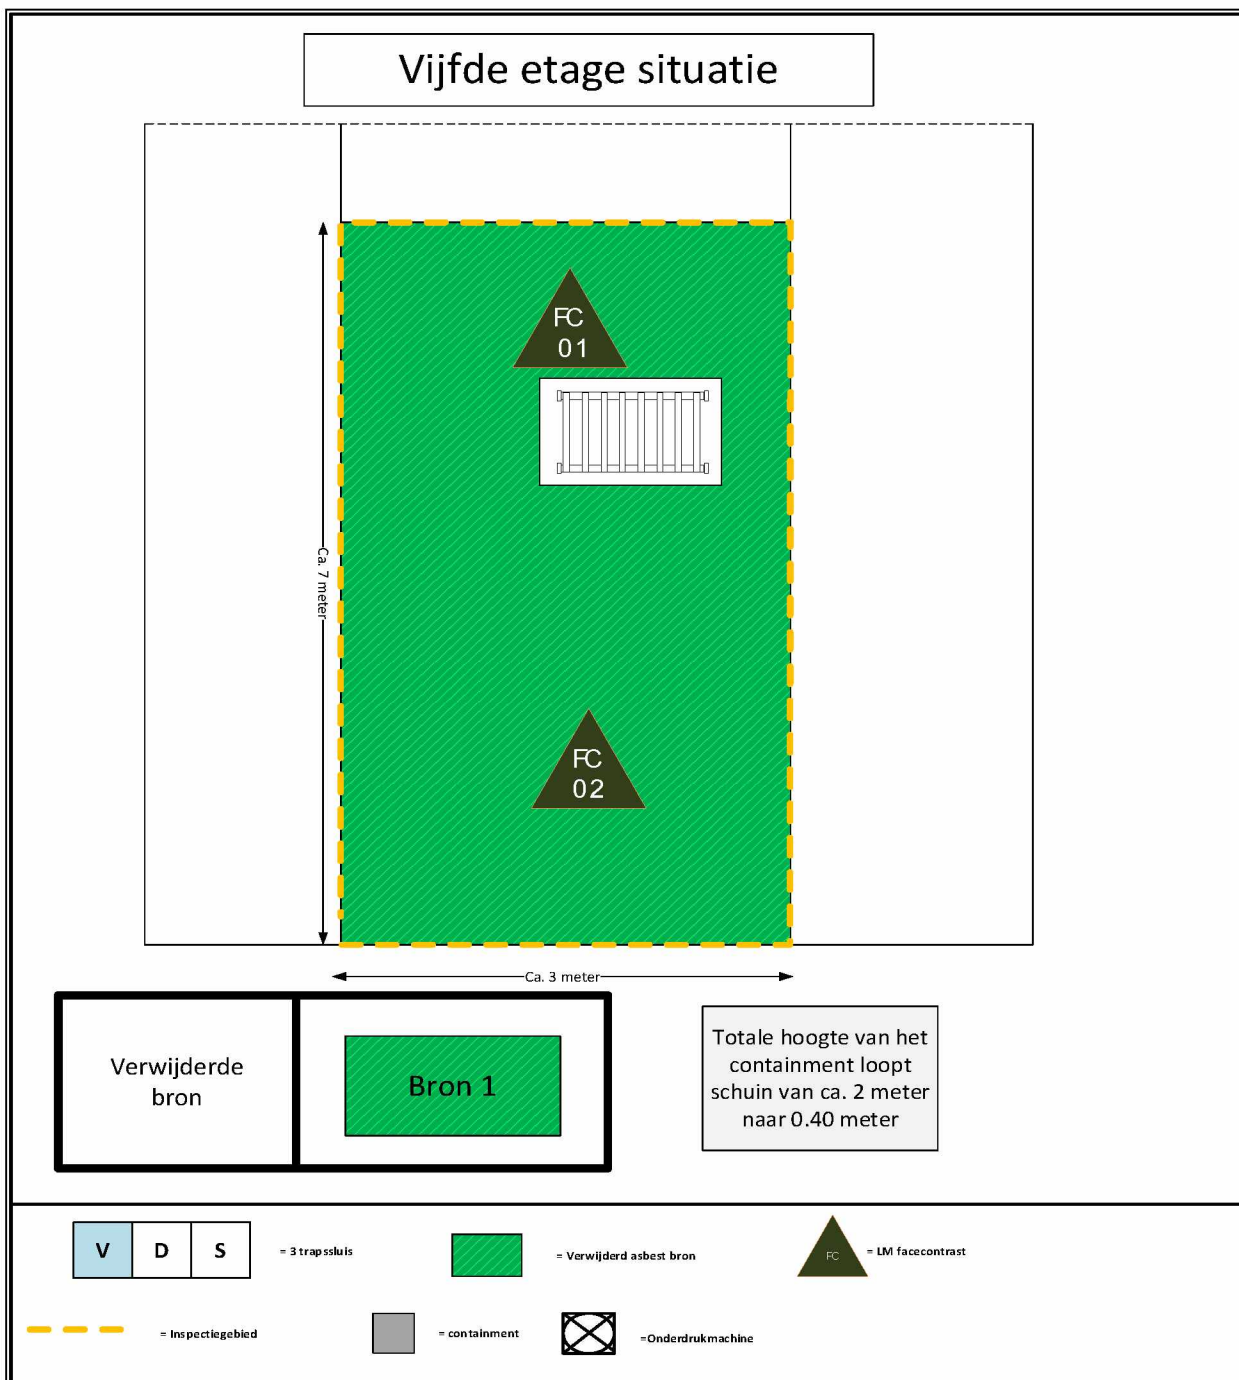 Vijfde etage situatie
FC
01
Ca. 7 meter
FC
02
Ca. 3 meter
Verwijderde
bron
Bron 1
Totale hoogte van het
containment loopt
schuin van ca. 2 meter
naar 0.40 meter
V D S = 3 trapssluis
= Verwijderd asbest bron
FC = LM facecontrast
= Inspectiegebied
= containment
=Onderdrukmachine